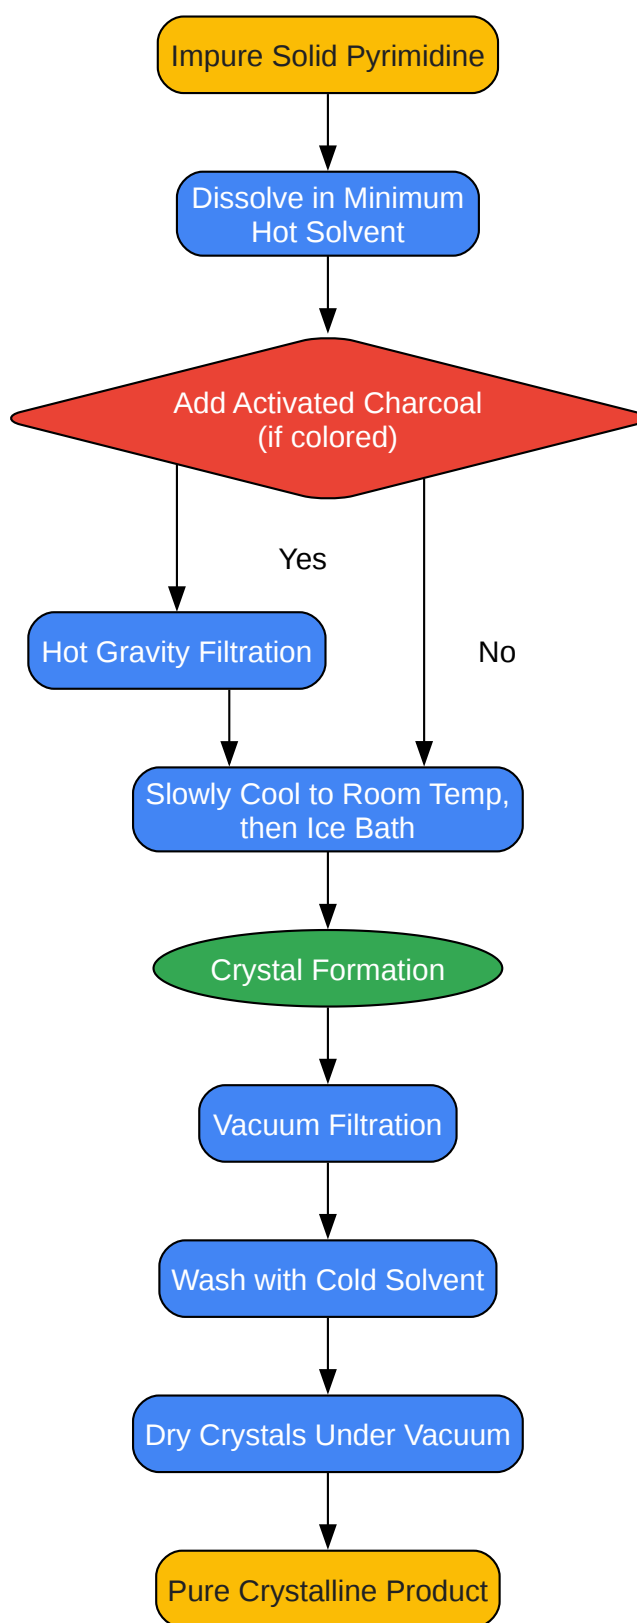 Impure Solid Pyrimidine
Dissolve in Minimum
Hot Solvent
Add Activated Charcoal
(if colored)
Yes
Hot Gravity Filtration
No
Slowly Cool to Room Temp,
then Ice Bath
Crystal Formation
Vacuum Filtration
Wash with Cold Solvent
Dry Crystals Under Vacuum
Pure Crystalline Product